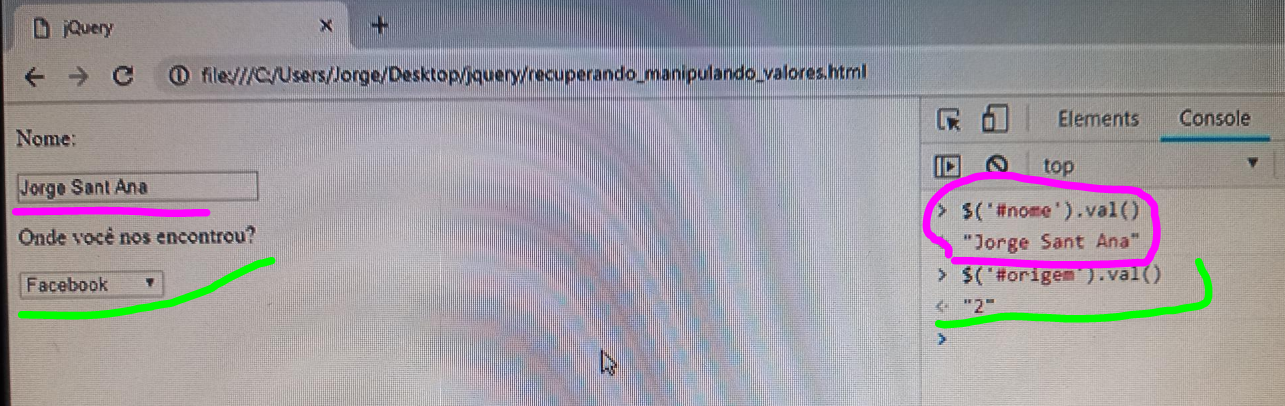 jQuery × +
file:///C:/Users/Jorge/Desktop/jquery/recuperando_manipulando_valores.html
Nome:
Jorge Sant Ana
Onde você nos encontrou?
Facebook
Elements Console
top
> $('#nome').val()
"Jorge Sant Ana"
> $('#origem').val()
<· "2"
>